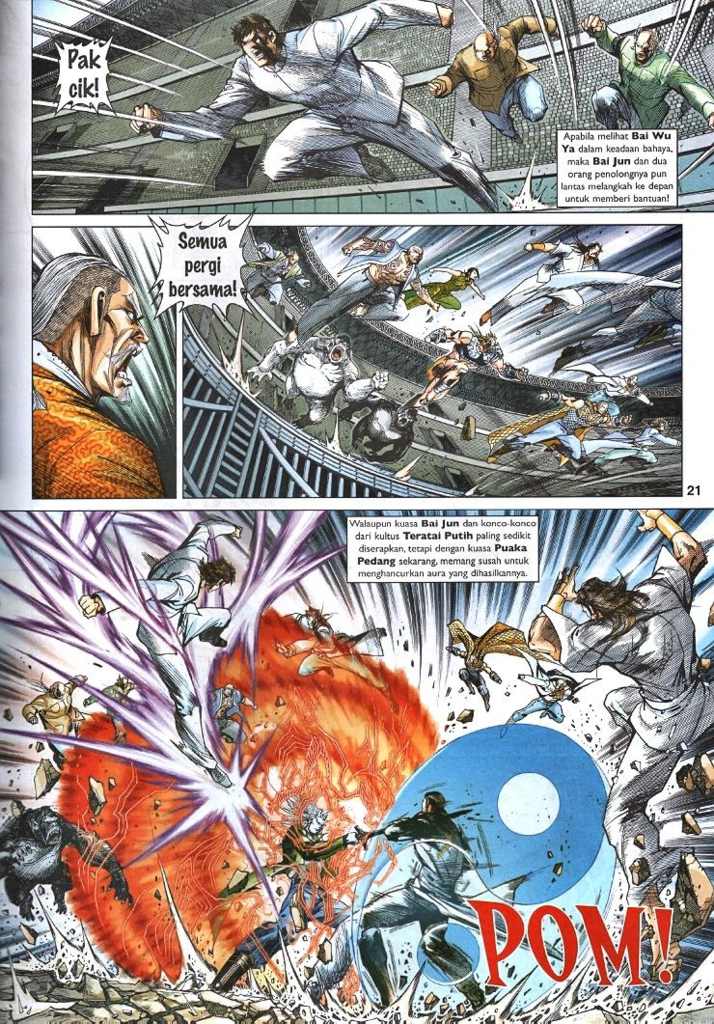 Pak
cik!
Apabila melihat Bai Wu
Ya dalam keadaan bahaya,
maka Bai Jun dan dua
orang penolongnya pun
lantas melangkah ke depan
untuk memberi bantuan!
Semua
pergi
bersama!
21
Walaupun kuasa Bai Jun dan konco-konco
dari kultus Teratai Putih paling sedikit
diserapkan, tetapi dengan kuasa Puaka
Pedang sekarang, memang susah untuk
menghancurkan aura yang dihasilkannya.
POM!